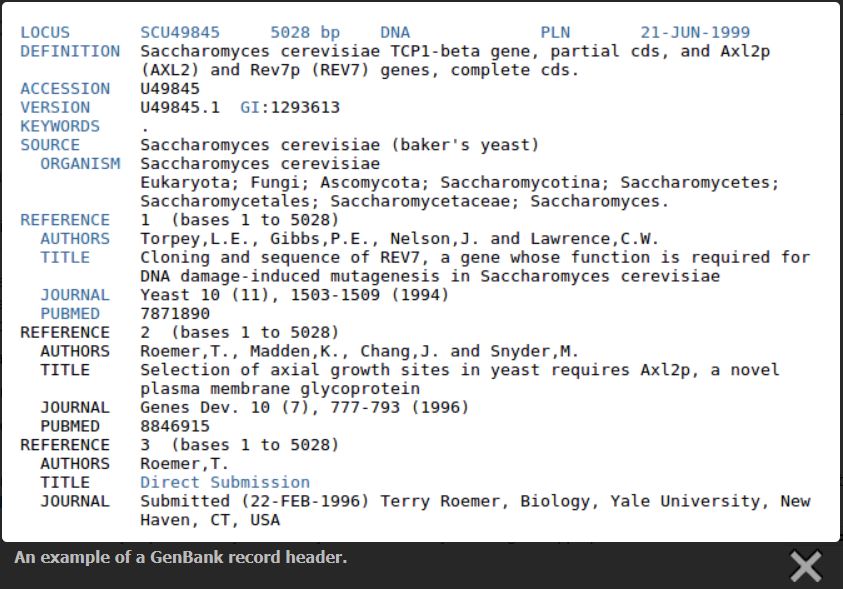 LOCUS       SCU49845     5028 bp    DNA             PLN       21-JUN-1999
DEFINITION  Saccharomyces cerevisiae TCP1-beta gene, partial cds, and Axl2p
            (AXL2) and Rev7p (REV7) genes, complete cds.
ACCESSION   U49845
VERSION     U49845.1  GI:1293613
KEYWORDS    .
SOURCE      Saccharomyces cerevisiae (baker's yeast)
  ORGANISM  Saccharomyces cerevisiae
            Eukaryota; Fungi; Ascomycota; Saccharomycotina; Saccharomycetes;
            Saccharomycetales; Saccharomycetaceae; Saccharomyces.
REFERENCE   1  (bases 1 to 5028)
  AUTHORS   Torpey,L.E., Gibbs,P.E., Nelson,J. and Lawrence,C.W.
  TITLE     Cloning and sequence of REV7, a gene whose function is required for
            DNA damage-induced mutagenesis in Saccharomyces cerevisiae
  JOURNAL   Yeast 10 (11), 1503-1509 (1994)
  PUBMED    7871890
REFERENCE   2  (bases 1 to 5028)
  AUTHORS   Roemer,T., Madden,K., Chang,J. and Snyder,M.
  TITLE     Selection of axial growth sites in yeast requires Axl2p, a novel
            plasma membrane glycoprotein
  JOURNAL   Genes Dev. 10 (7), 777-793 (1996)
  PUBMED    8846915
REFERENCE   3  (bases 1 to 5028)
  AUTHORS   Roemer,T.
  TITLE     Direct Submission
  JOURNAL   Submitted (22-FEB-1996) Terry Roemer, Biology, Yale University, New
            Haven, CT, USA
An example of a GenBank record header.